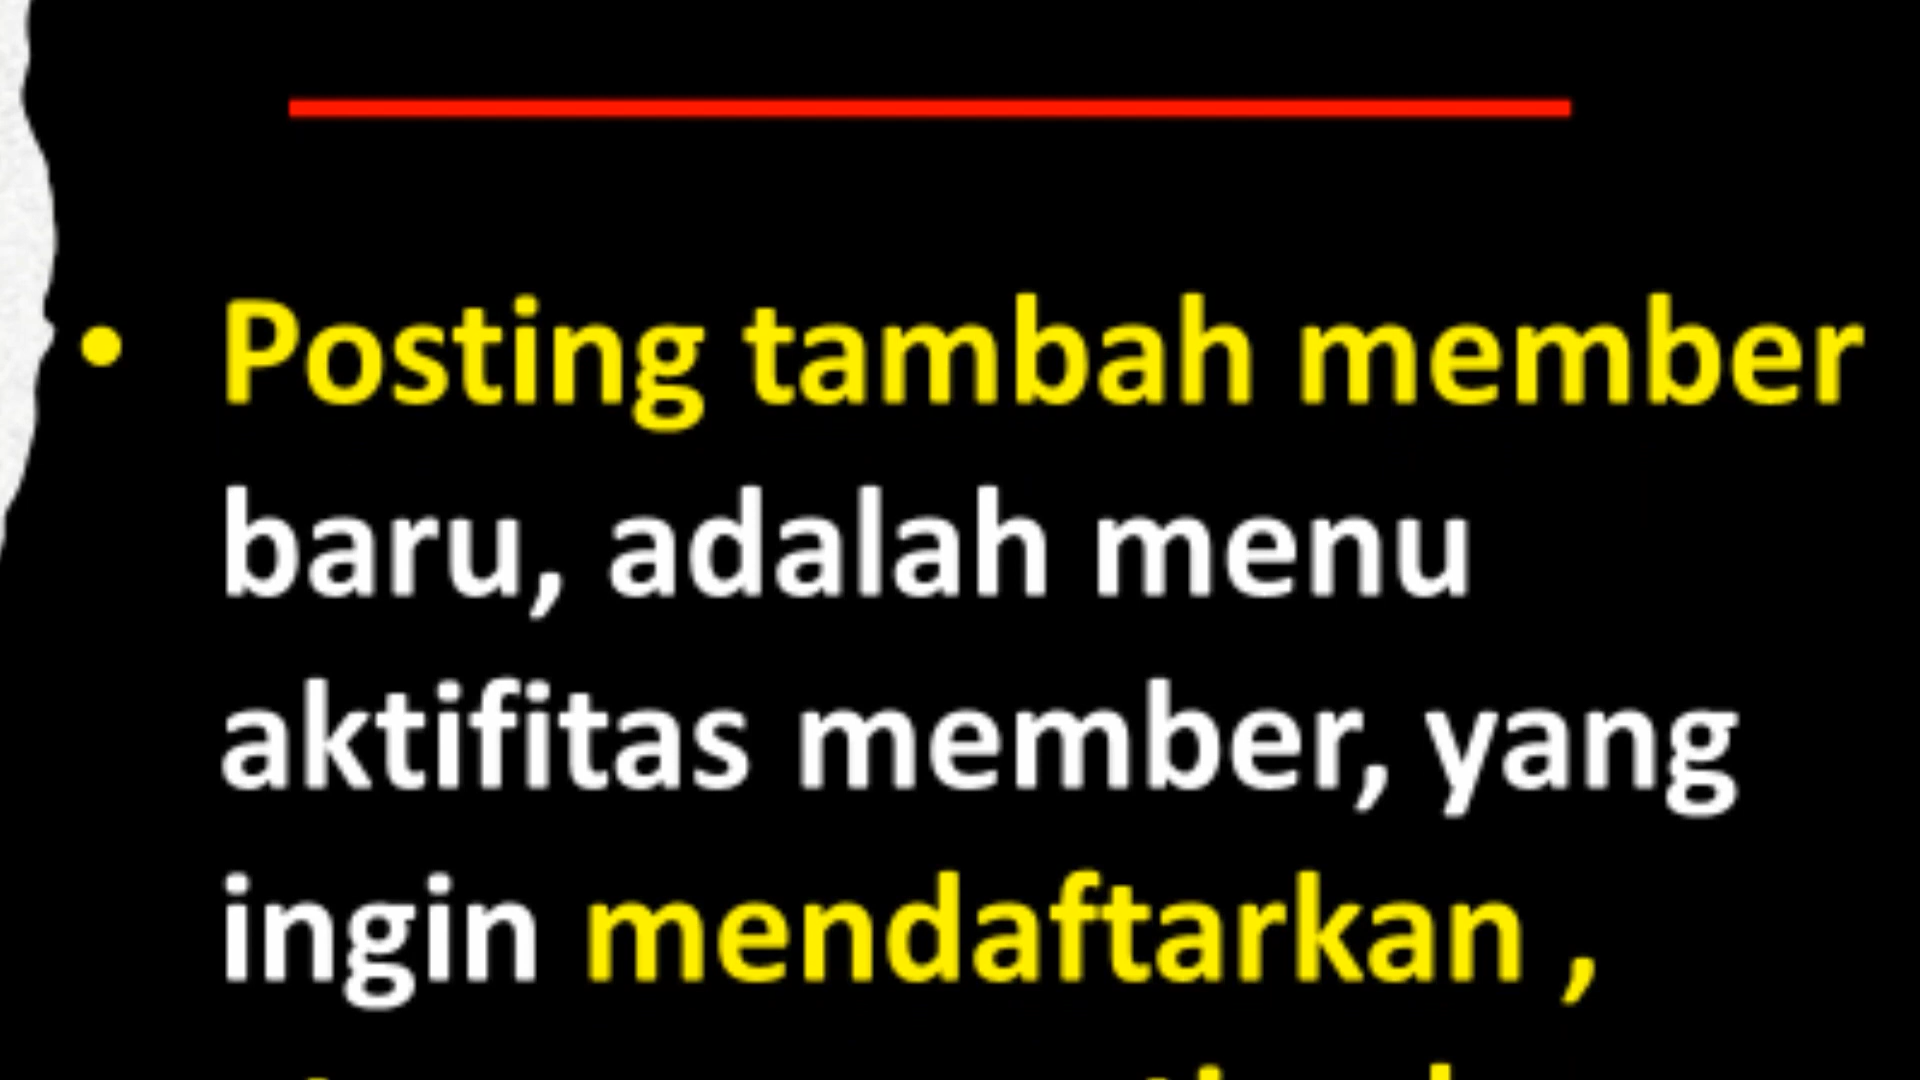 • Posting tambah member
baru, adalah menu
aktifitas member, yang
ingin mendaftarkan ,